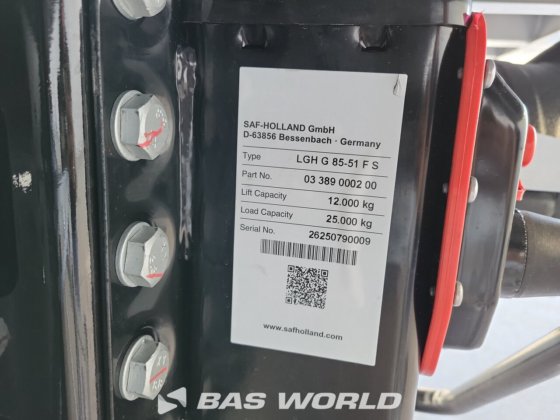 SAF-HOLLAND GmbH
D-63856 Bessenbach · Germany
Type LGH G 85-51 F S
Part No. 03 389 0002 00
Lift Capacity 12.000 kg
Load Capacity 25.000 kg
Serial No. 26250790009
www.safholland.com
BAS WORLD